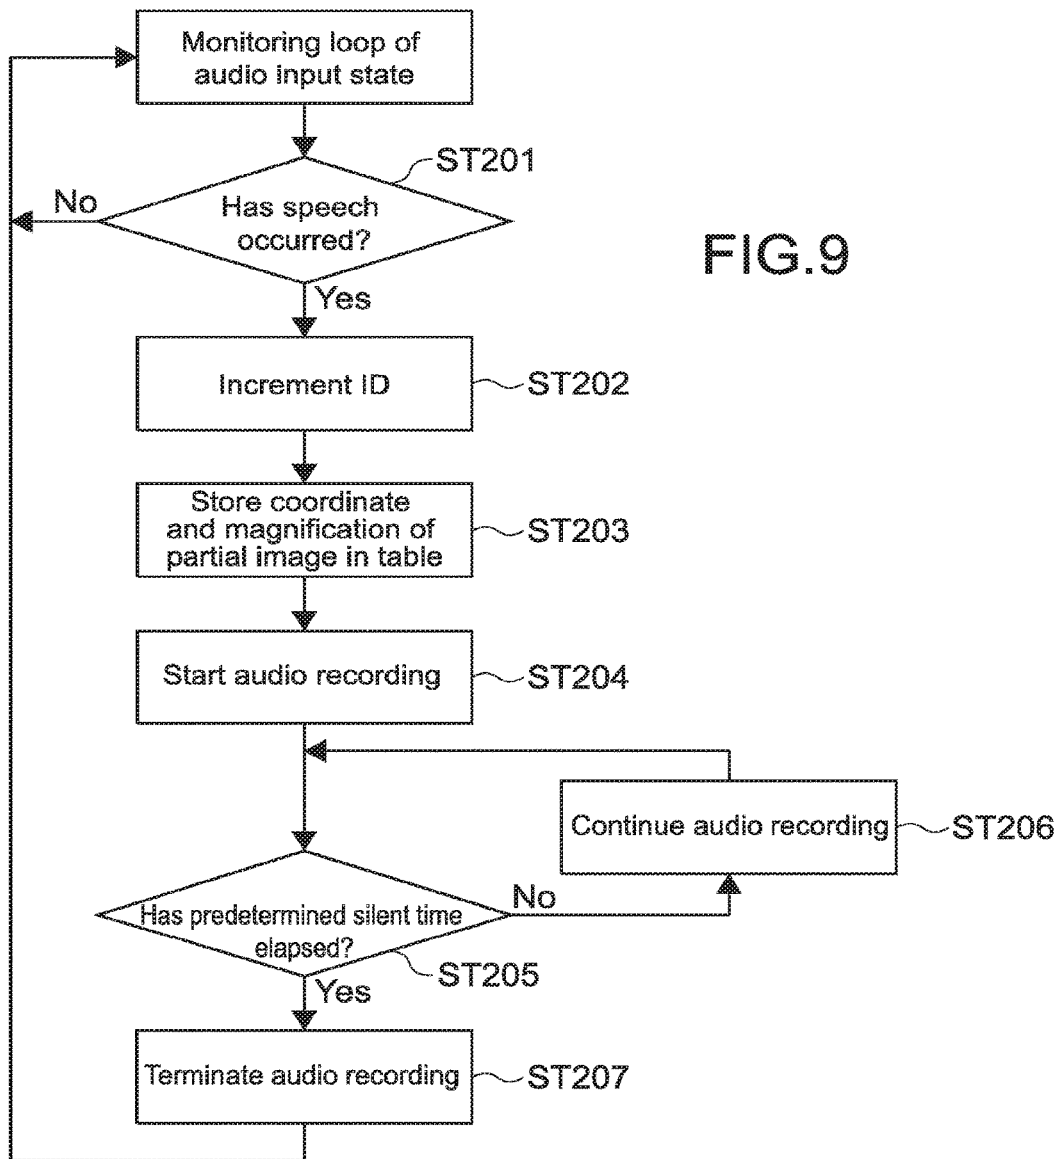 Monitoring loop of
audio input state
ST201
No
Has speech
occurred?
FIG.9
Yes
Increment ID
ST202
Store coordinate
and magnification of
partial image in table
ST203
Start audio recording
ST204
Continue audio recording
ST206
No
Has predetermined silent time
elapsed?
ST205
Yes
Terminate audio recording
ST207